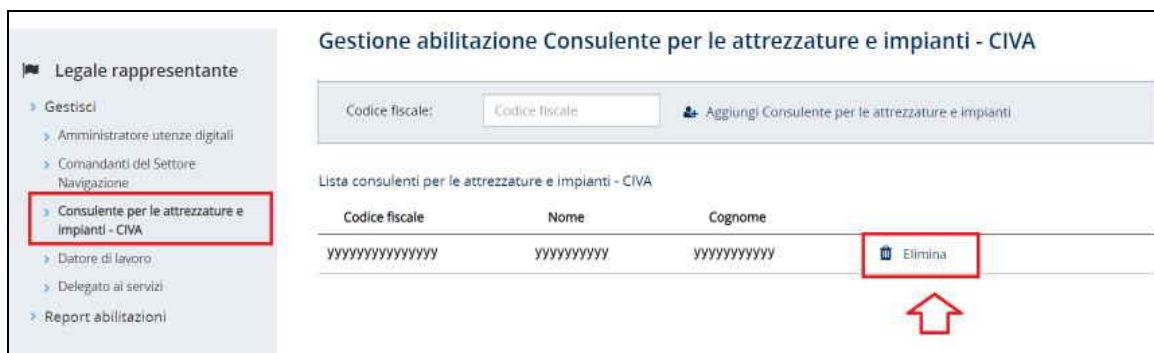 Legale rappresentante
Gestisci
Amministratore utenze digitali
Comandanti del Settore
Navigazione
Consulente per le attrezzature e
impianti - CIVA
Datore di lavoro
Delegato ai servizi
Report abilitazioni
Gestione abilitazione Consulente per le attrezzature e impianti - CIVA
Codice fiscale: Codice fiscale Aggiungi Consulente per le attrezzature e impianti
Lista consulenti per le attrezzature e impianti - CIVA
Codice fiscale Nome Cognome
yyyyyyyyyyyyyyy yyyyyyyyyy yyyyyyyyyyy Elimina